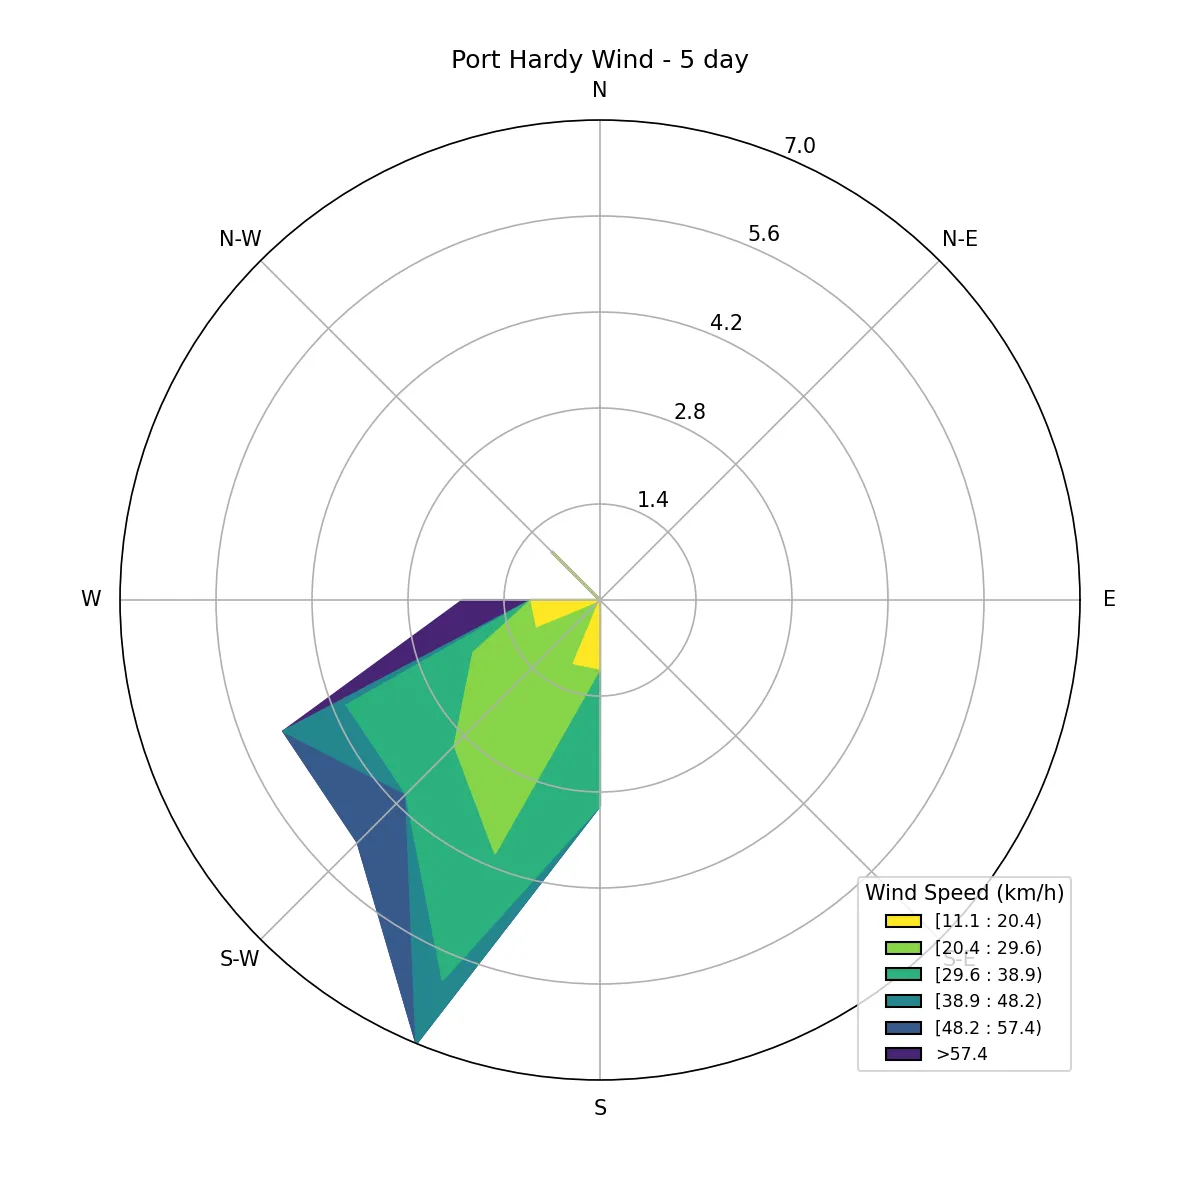 Port Hardy Wind - 5 day
N
7.0
N-W
5.6
N-E
4.2
2.8
1.4
W
E
S-W
S-E
S
Wind Speed (km/h)
[11.1 : 20.4)
[20.4 : 29.6)
[29.6 : 38.9)
[38.9 : 48.2)
[48.2 : 57.4)
>57.4